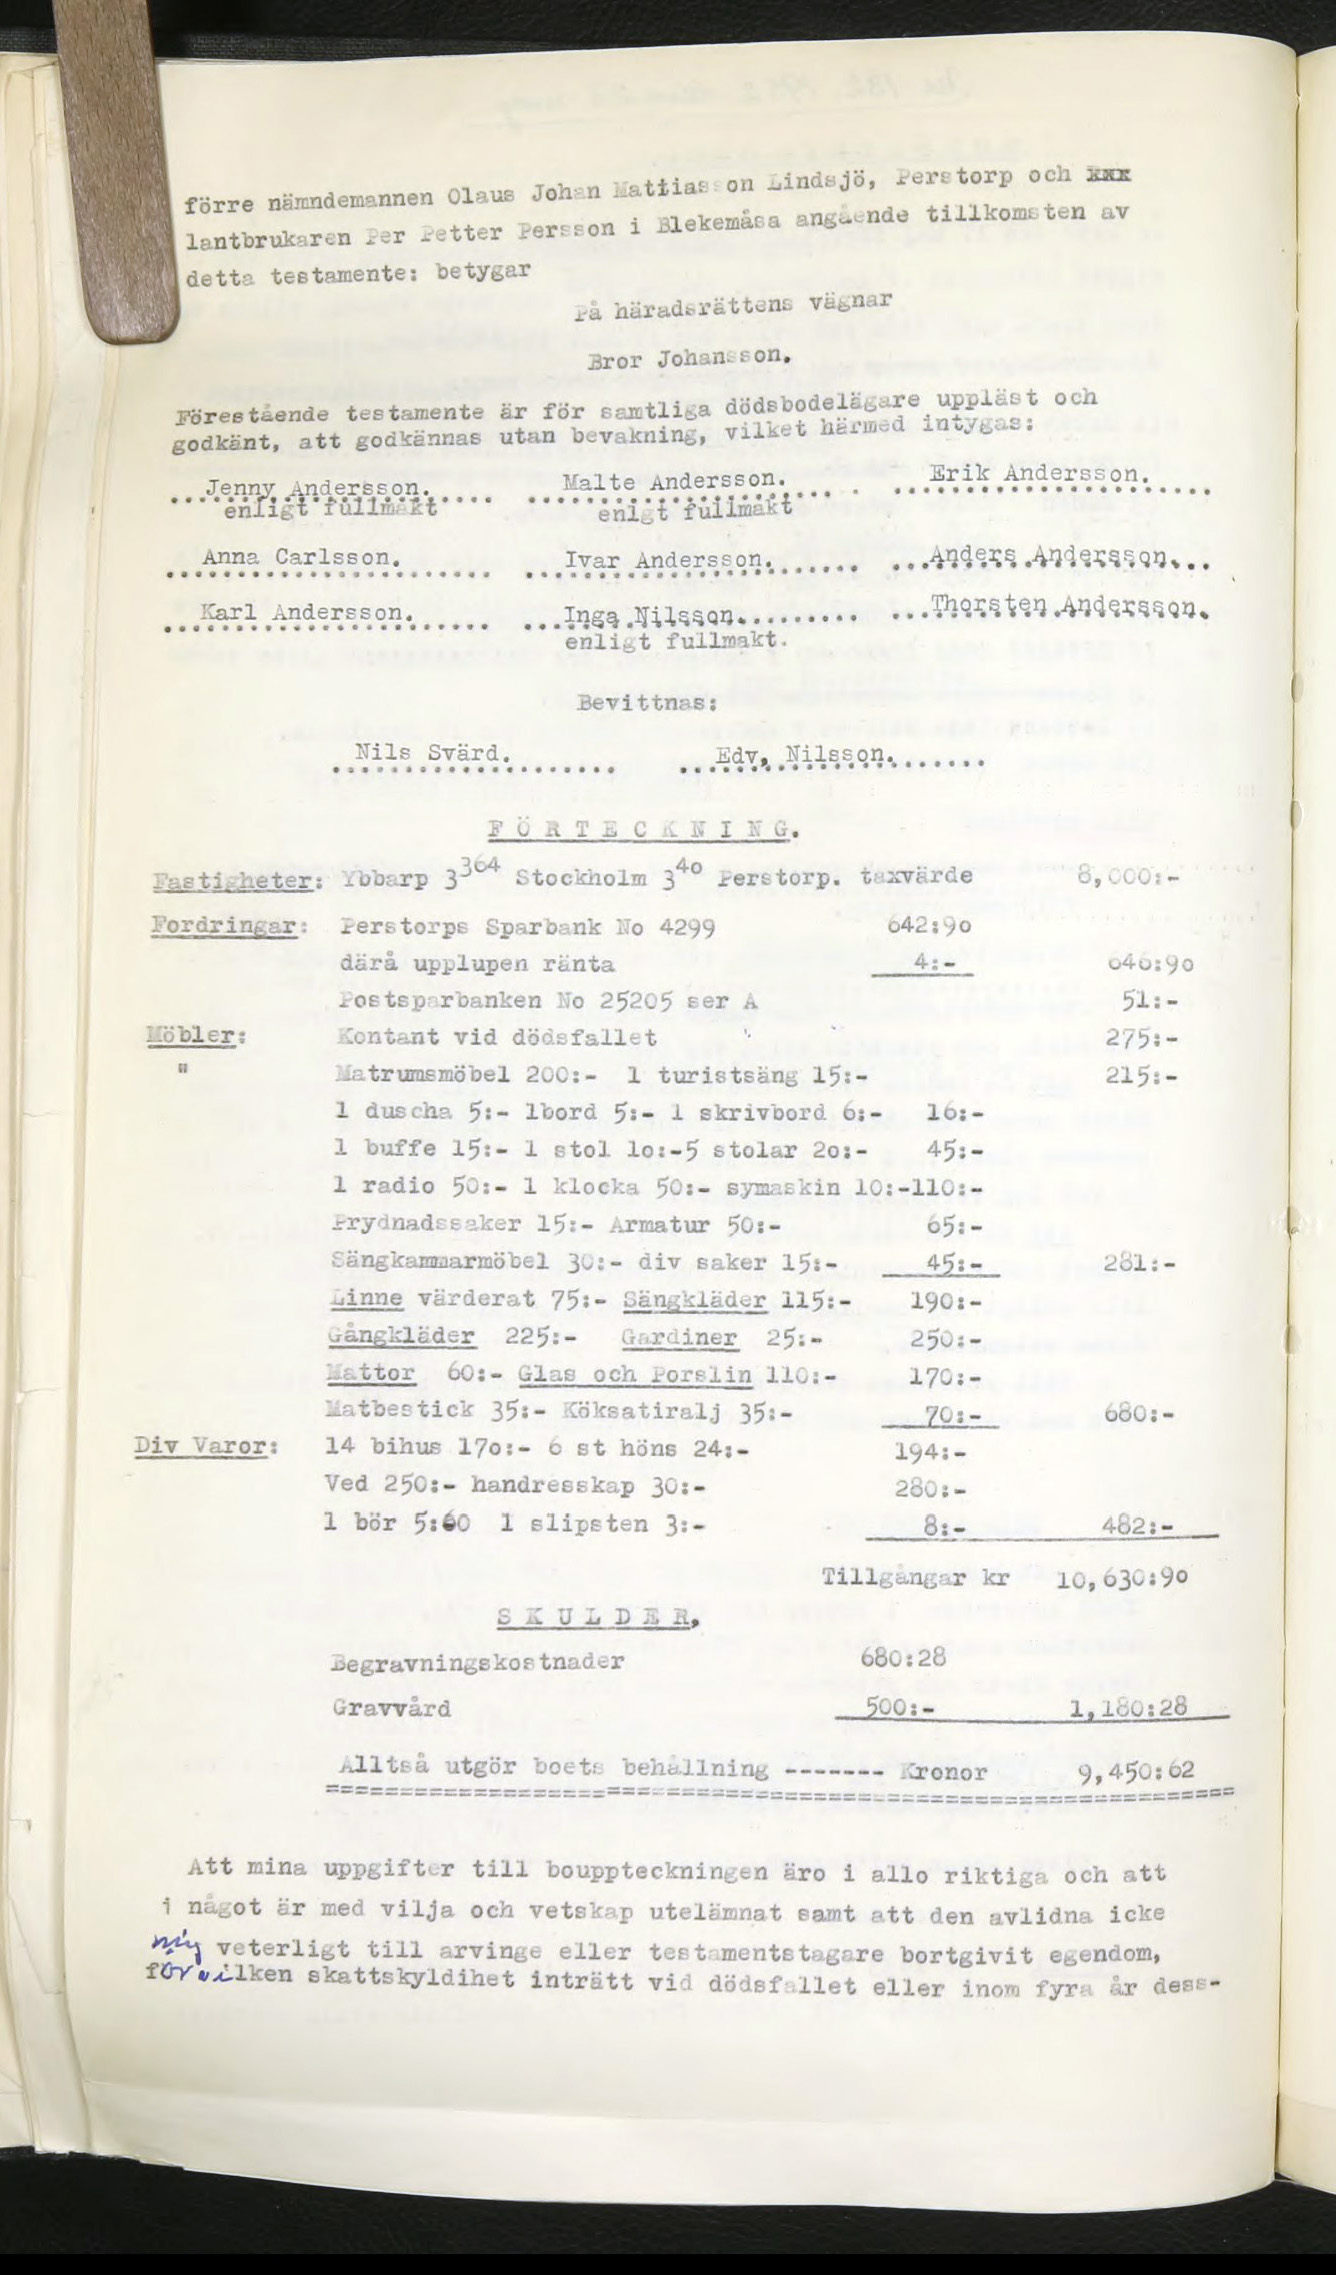 förre nämndemannen Olaus Johan Mattiasson Lindsjö, Perstorp och xxx
lantbrukaren Per Petter Persson i Blekemåsa angående tillkomsten av
detta testamente: betygar
På häradsrättens vägnar
Bror Johansson.
Förestående testamente är för samtliga dödsbodelägare uppläst och
godkänt, att godkännas utan bevakning, vilket härmed intygas:
Jenny Andersson. Malte Andersson. Erik Andersson.
enligt fullmakt enlgt fullmakt
Anna Carlsson. Ivar Andersson. Anders Andersson.
Karl Andersson. Inga Nilsson. Thorsten Andersson.
enligt fullmakt.
Bevittnas:
Nils Svärd. Edv, Nilsson.
F Ö R T E C K N I N G.
Fastigheter: Ybbarp 3364 Stockholm 340 Perstorp. taxvärde 8,000:-
Fordringar: Perstorps Sparbank No 4299 642:90
därå upplupen ränta 4:- 646:90
Postsparbanken No 25205 ser A 51:-
Möbler: Kontant vid dödsfallet 275:-
" Matrumsmöbel 200:- 1 turistsäng 15:- 215:-
1 duscha 5:- 1bord 5:- 1 skrivbord 6:- 16:-
1 buffe 15:- 1 stol 10:-5 stolar 20:- 45:-
1 radio 50:- 1 klocka 50:- symaskin 10:-110:-
Prydnadssaker 15:- Armatur 50:- 65:-
Sängkammarmöbel 30:- div saker 15:- 45:- 281:-
Linne värderat 75:- Sängkläder 115:- 190:-
Gångkläder 225:- Gardiner 25:- 250:-
Mattor 60:- Glas och Porslin 110:- 170:-
Matbestick 35:- Köksatiralj 35:- 70:- 680:-
Div Varor: 14 bihus 170:- 6 st höns 24:- 194:-
Ved 250:- handresskap 30:- 280:-
1 bör 5:00 1 slipsten 3:- 8:- 482:-
Tillgångar kr 10,630:90
S K U L D E R.
Begravningskostnader 680:28
Gravvård 500:- 1,180:28
Alltså utgör boets behållning ------- Kronor 9,450:62
Att mina uppgifter till bouppteckningen äro i allo riktiga och att
i något är med vilja och vetskap utelämnat samt att den avlidna icke
mig veterligt till arvinge eller testamentstagare bortgivit egendom,
för vilken skattskyldihet inträtt vid dödsfallet eller inom fyra år dess-